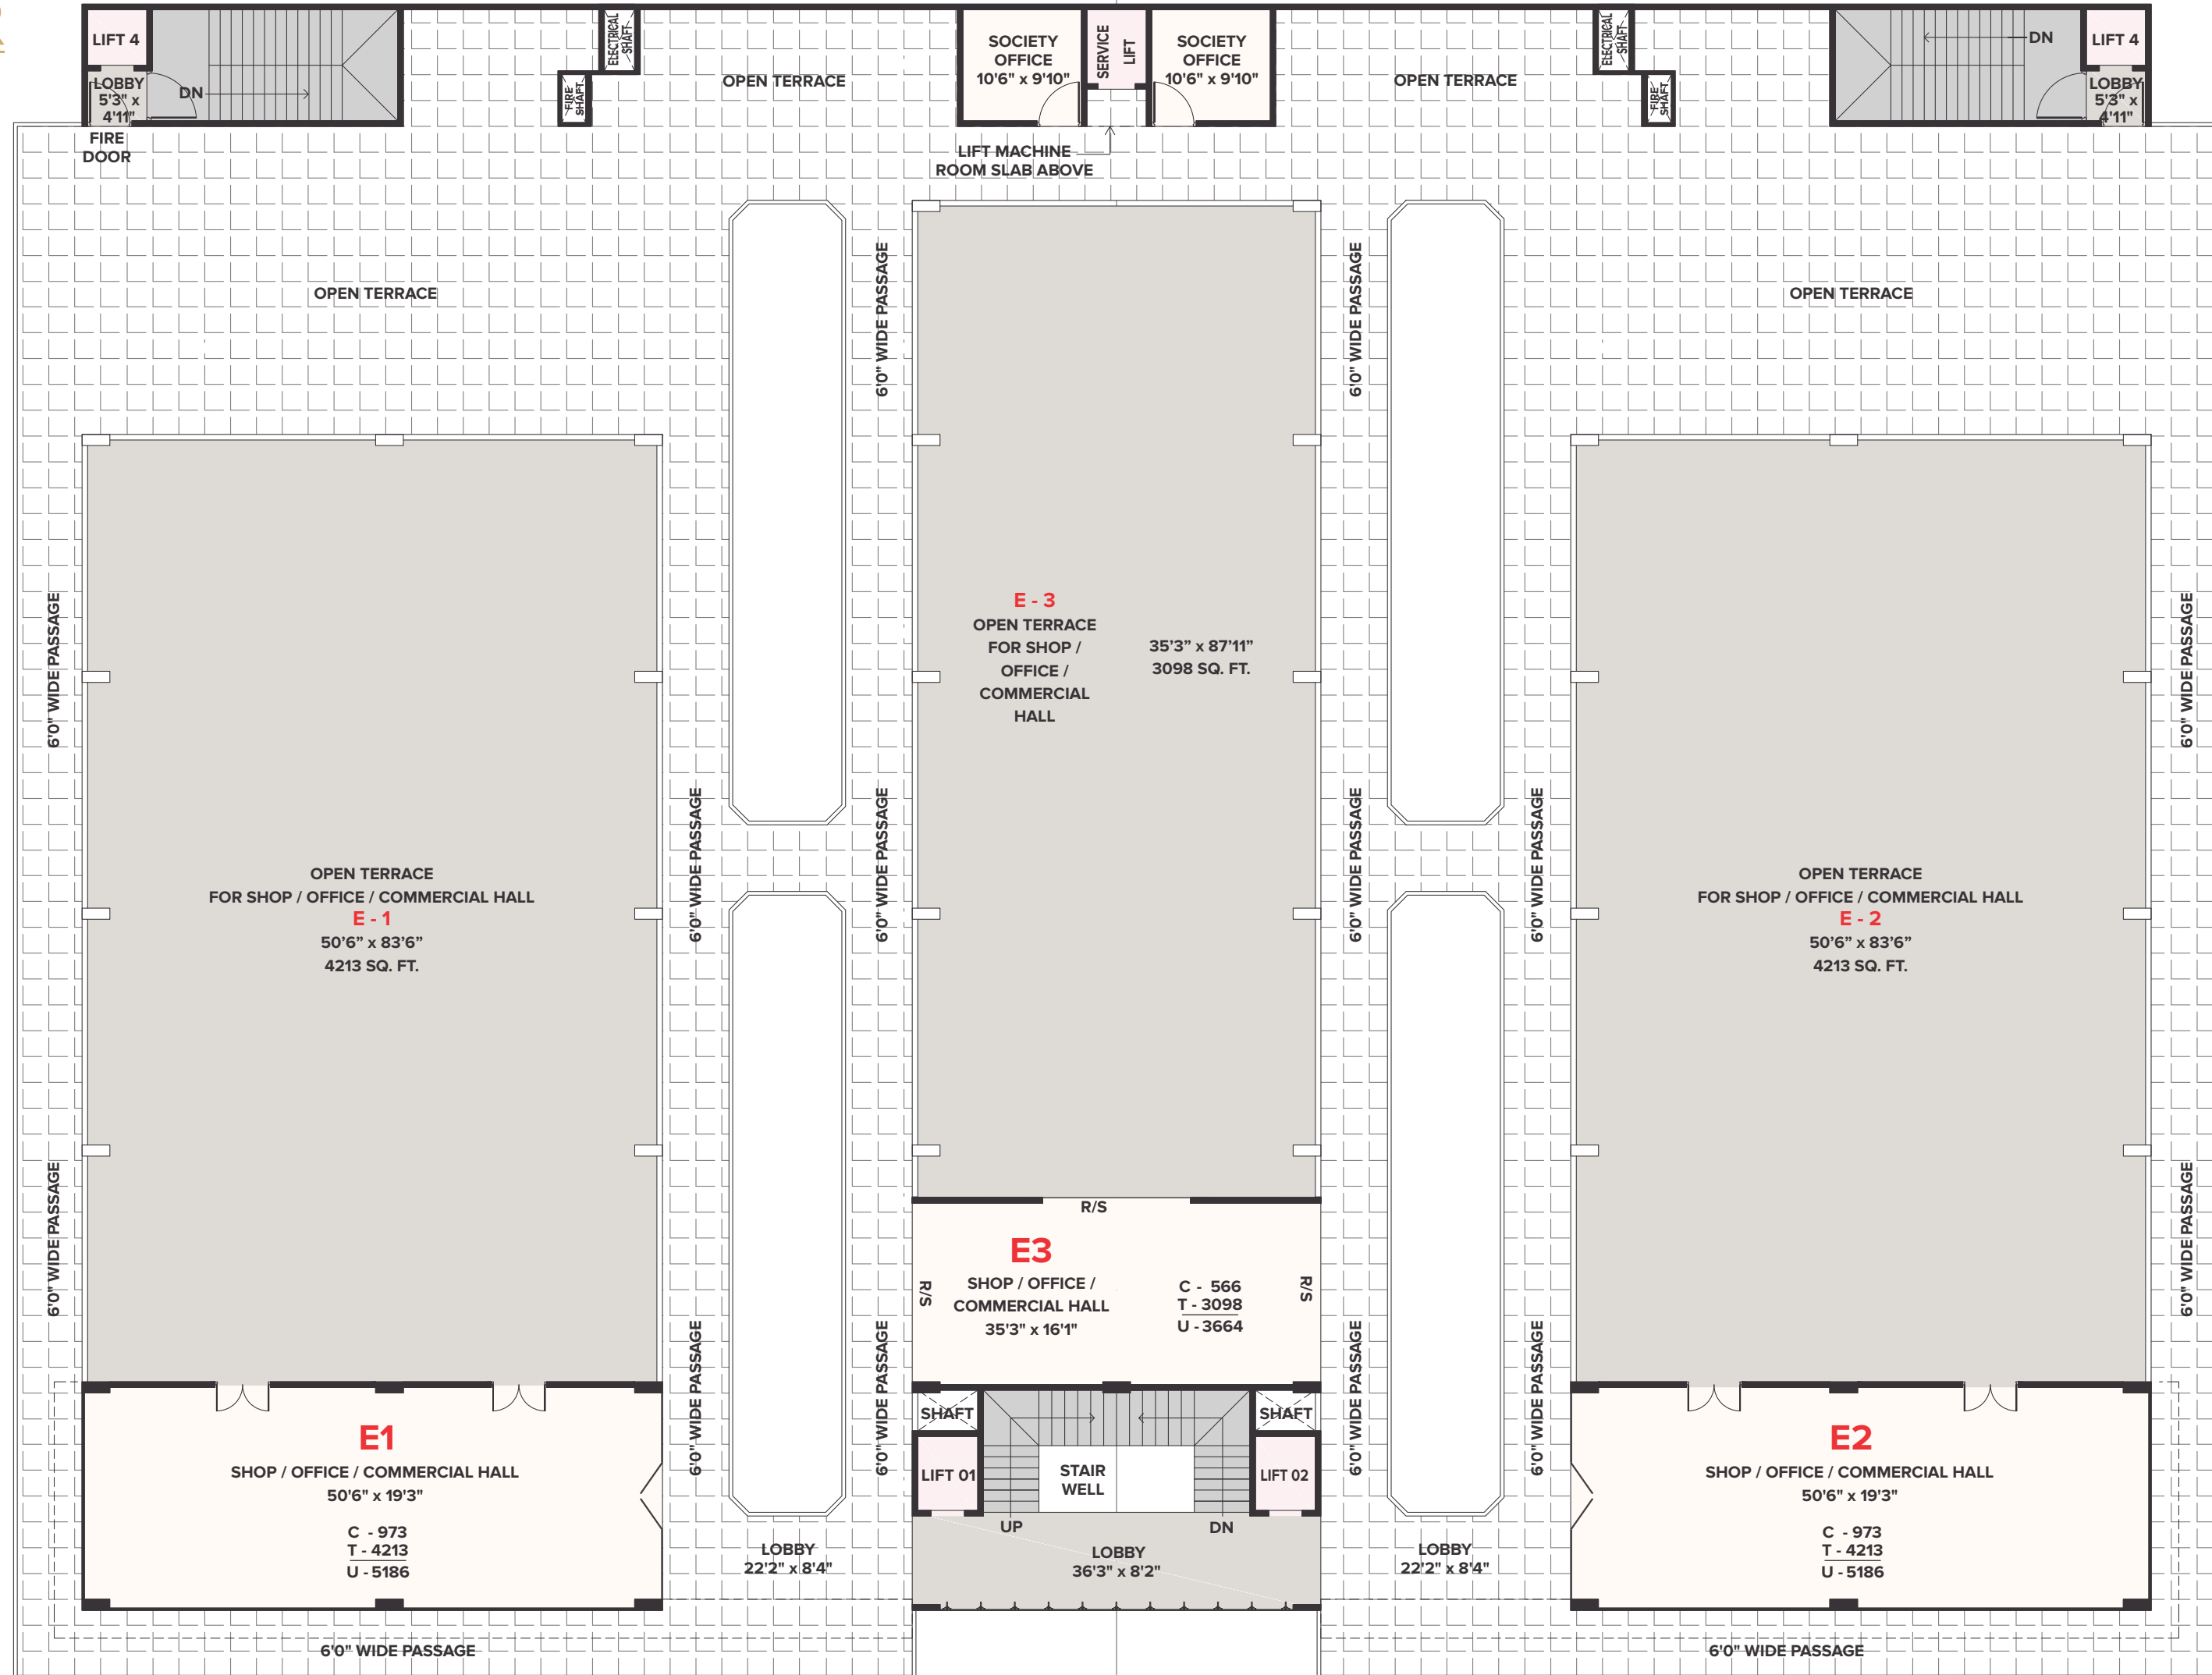 LIFT 4
LOBBY
5'3" x
4'11"
DN
FIRE
DOOR
ELECTRICAL
SHAFT
FIRE
SHAFT
OPEN TERRACE
SOCIETY
OFFICE
10'6" x 9'10"
SERVICE
LIFT
SOCIETY
OFFICE
10'6" x 9'10"
LIFT MACHINE
ROOM SLAB ABOVE
OPEN TERRACE
ELECTRICAL
SHAFT
FIRE
SHAFT
DN
LIFT 4
LOBBY
5'3" x
4'11"
OPEN TERRACE
6'0" WIDE PASSAGE
6'0" WIDE PASSAGE
OPEN TERRACE
6'0" WIDE PASSAGE
E - 3
OPEN TERRACE
FOR SHOP /
OFFICE /
COMMERCIAL
HALL
35'3” x 87'11”
3098 SQ. FT.
6'0" WIDE PASSAGE
OPEN TERRACE
FOR SHOP / OFFICE / COMMERCIAL HALL
E - 1
50’6” x 83’6”
4213 SQ. FT.
6'0" WIDE PASSAGE
6'0" WIDE PASSAGE
6'0" WIDE PASSAGE
6'0" WIDE PASSAGE
OPEN TERRACE
FOR SHOP / OFFICE / COMMERCIAL HALL
E - 2
50’6” x 83’6”
4213 SQ. FT.
6'0" WIDE PASSAGE
R/S
E3
SHOP / OFFICE /
COMMERCIAL HALL
35'3" x 16'1"
R/S
C - 566
T - 3098
U - 3664
R/S
6'0" WIDE PASSAGE
6'0" WIDE PASSAGE
6'0" WIDE PASSAGE
6'0" WIDE PASSAGE
6'0" WIDE PASSAGE
E1
SHOP / OFFICE / COMMERCIAL HALL
50'6" x 19'3"
C - 973
T - 4213
U - 5186
SHAFT
SHAFT
LIFT 01
STAIR
WELL
LIFT 02
UP
DN
LOBBY
22'2" x 8'4"
LOBBY
36'3" x 8'2"
LOBBY
22'2" x 8'4"
E2
SHOP / OFFICE / COMMERCIAL HALL
50'6" x 19'3"
C - 973
T - 4213
U - 5186
6'0" WIDE PASSAGE
6'0" WIDE PASSAGE